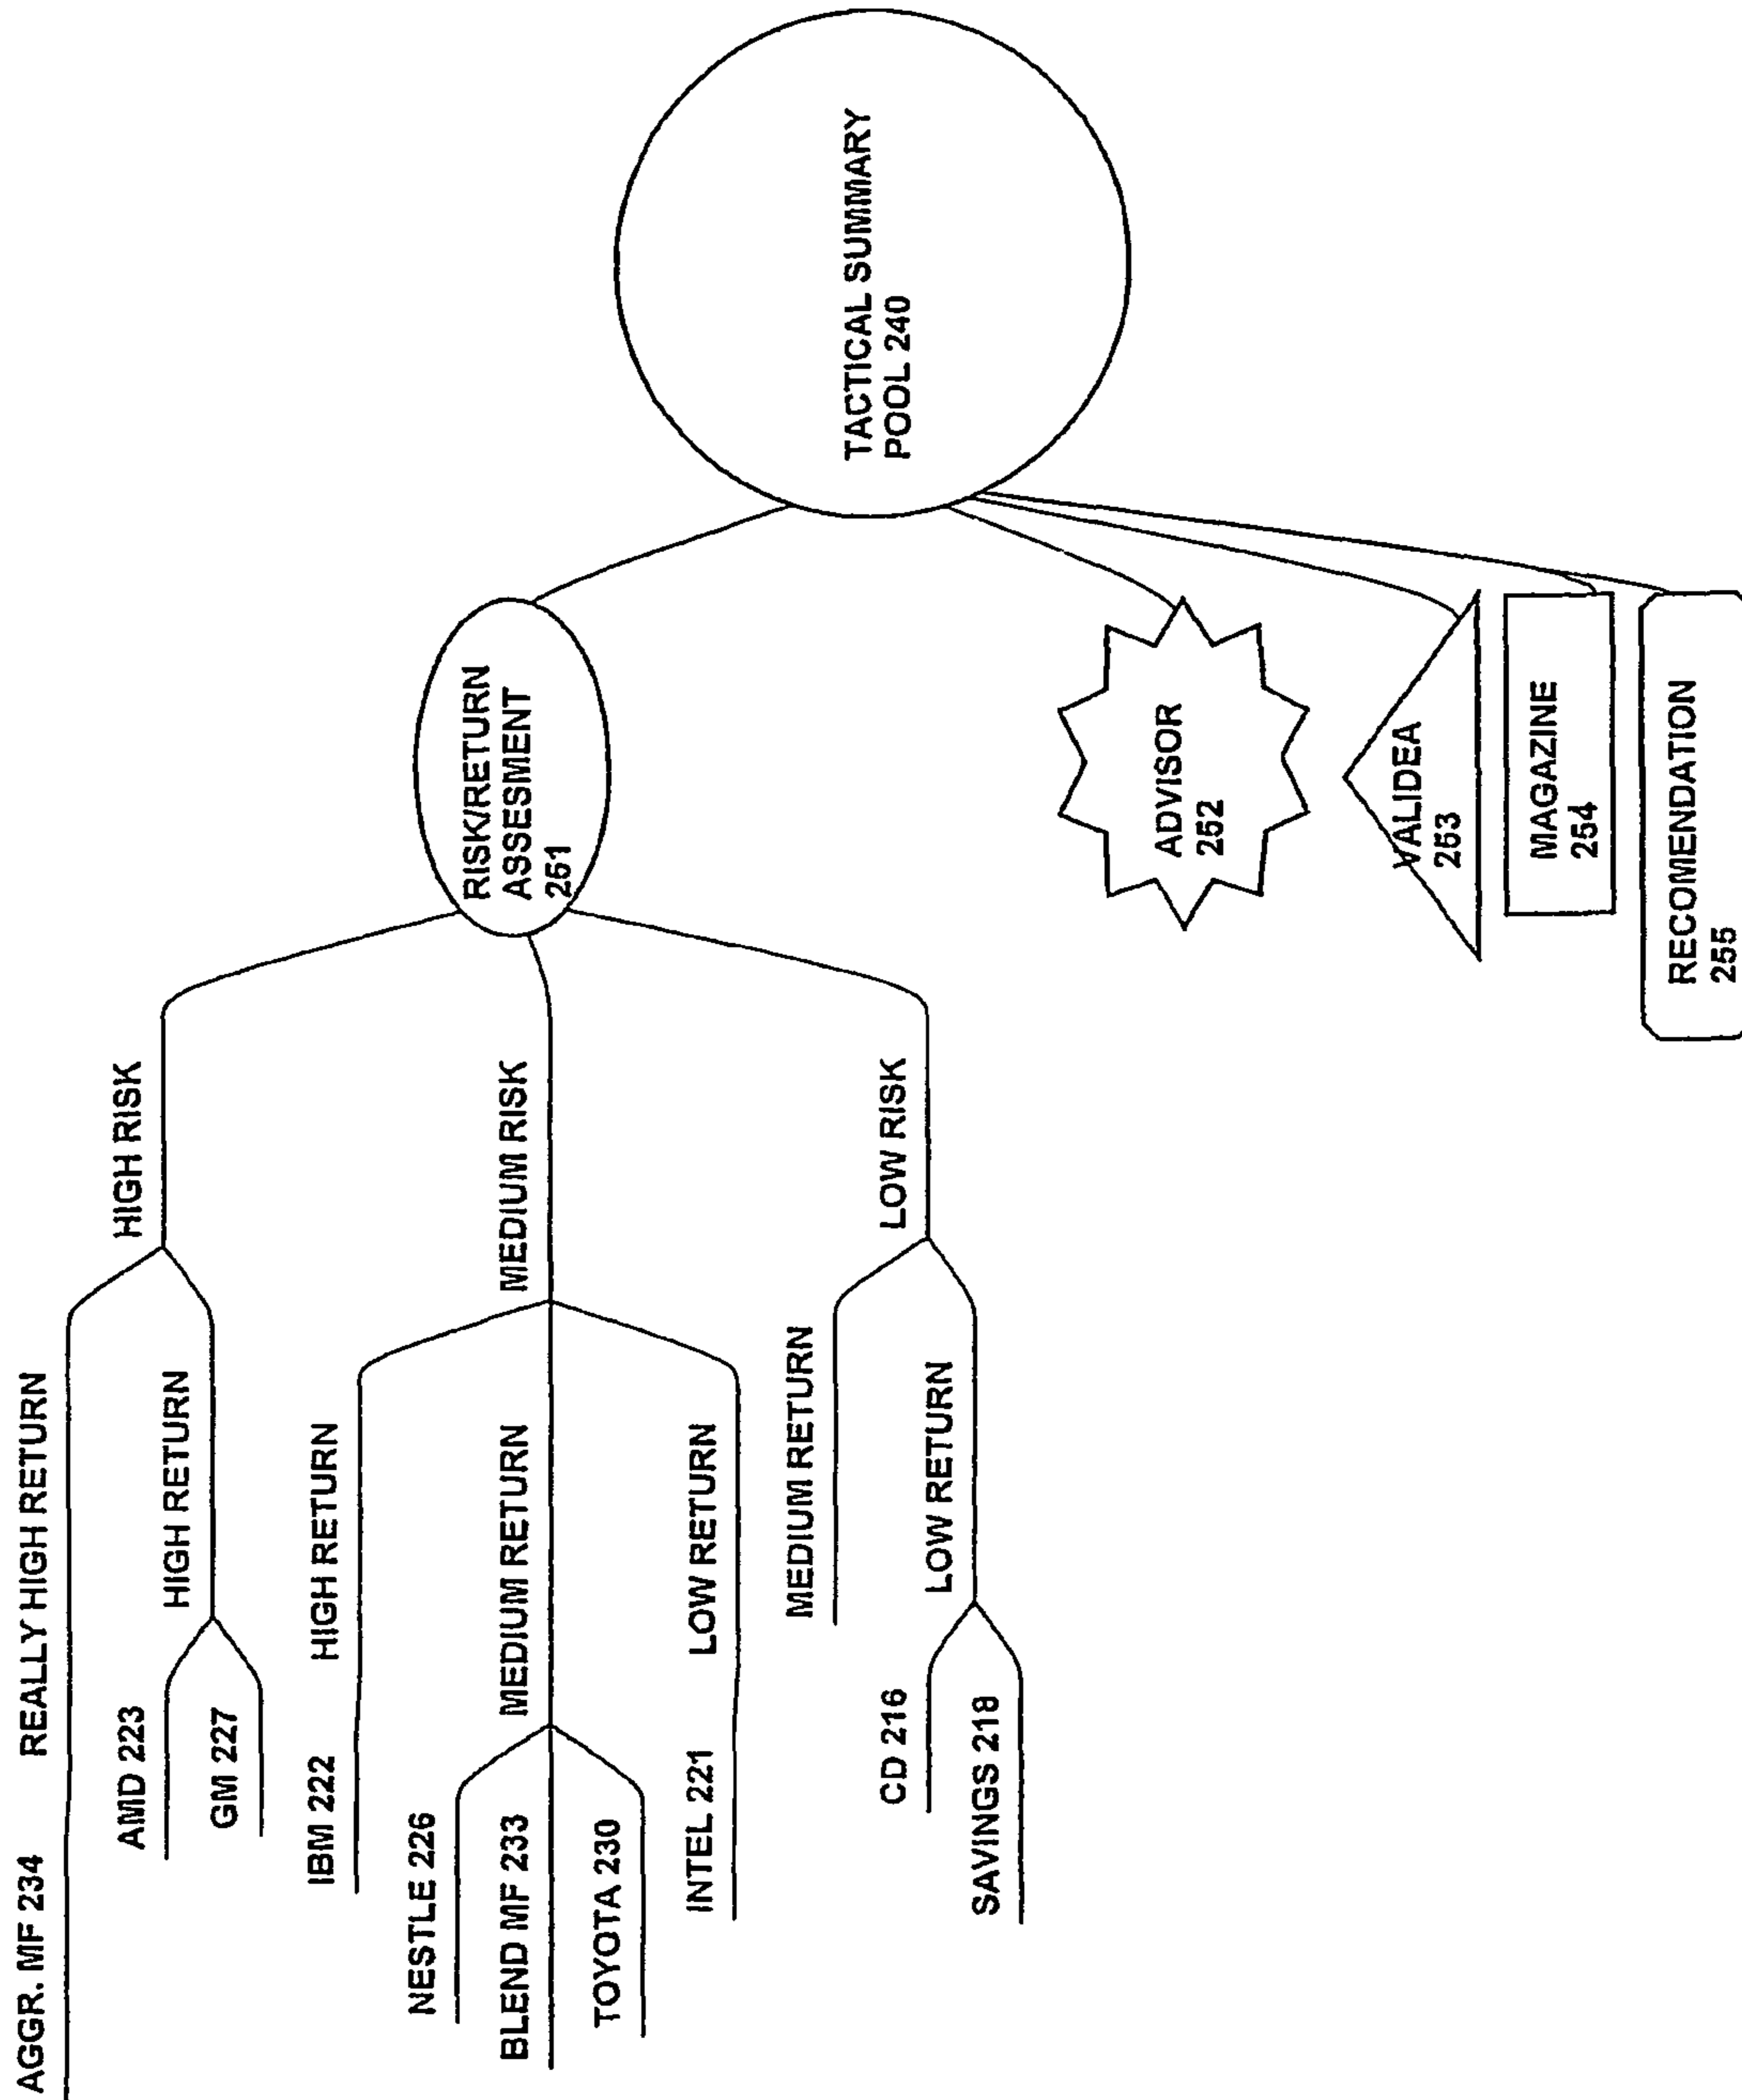 AGGR. MF 234
REALLY HIGH RETURN
HIGH RISK
AMD 223
HIGH RETURN
GM 227
IBM 222
HIGH RETURN
RISK/RETURN
ASSESMENT
251
MEDIUM RISK
NESTLE 226
MEDIUM RETURN
BLEND MF 233
TOYOTA 230
INTEL 221
LOW RETURN
TACTICAL SUMMARY
POOL 240
MEDIUM RETURN
LOW RISK
CD 216
LOW RETURN
SAVINGS 218
ADVISOR
252
VALIDEA
253
MAGAZINE
254
RECOMENDATION
255